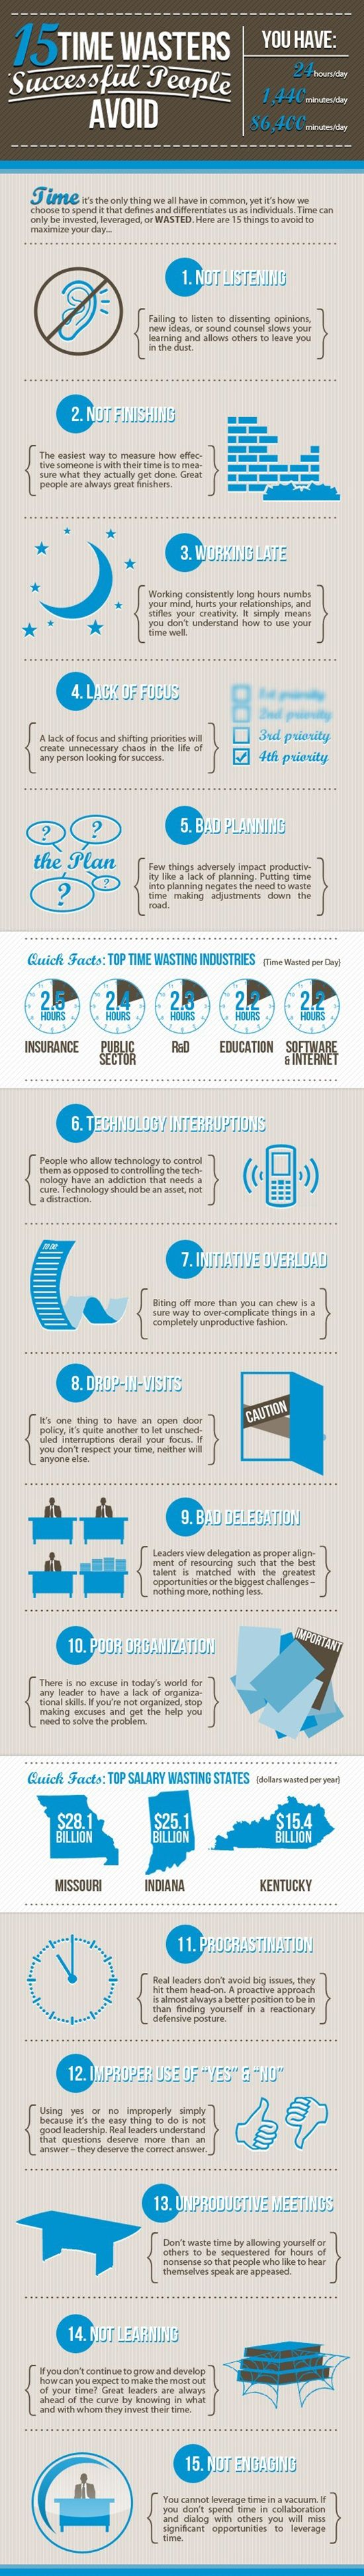 15 TIME WASTERS
Successful People
AVOID
YOU HAVE:
24 hours/day
1,440 minutes/day
86,400 minutes/day
Time it's the only thing we all have in common, yet it's how we
choose to spend it that defines and differentiates us as individuals. Time can
only be invested, leveraged, or WASTED. Here are 15 things to avoid to
maximize your day...
1. NOT LISTENING
Failing to listen to dissenting opinions,
new ideas, or sound counsel slows your
learning and allows others to leave you
in the dust.
2. NOT FINISHING
The easiest way to measure how effec-
tive someone is with their time is to mea-
sure what they actually get done. Great
people are always great finishers.
3. WORKING LATE
Working consistently long hours numbs
your mind, hurts your relationships, and
stifles your creativity. It simply means
you don't understand how to use your
time well.
4. LACK OF FOCUS
A lack of focus and shifting priorities will
create unnecessary chaos in the life of
any person looking for success.
1st priority
2nd priority
3rd priority
4th priority
5. BAD PLANNING
? ?
the Plan
? ?
Few things adversely impact productiv-
ity like a lack of planning. Putting time
into planning negates the need to waste
time making adjustments down the
road.
Quick Facts: TOP TIME WASTING INDUSTRIES (Time Wasted per Day)
2.5 HOURS
INSURANCE
2.4 HOURS
PUBLIC
SECTOR
2.3 HOURS
R&D
2.2 HOURS
EDUCATION
2.2 HOURS
SOFTWARE
& INTERNET
6. TECHNOLOGY INTERRUPTIONS
People who allow technology to control
them as opposed to controlling the tech-
nology have an addiction that needs a
cure. Technology should be an asset, not
a distraction.
7. INITIATIVE OVERLOAD
TO DO:
Biting off more than you can chew is a
sure way to over-complicate things in a
completely unproductive fashion.
8. DROP-IN-VISITS
It's one thing to have an open door
policy, it's quite another to let unsched-
uled interruptions derail your focus. If
you don't respect your time, neither will
anyone else.
CAUTION
9. BAD DELEGATION
Leaders view delegation as proper align-
ment of resourcing such that the best
talent is matched with the greatest
opportunities or the biggest challenges –
nothing more, nothing less.
10. POOR ORGANIZATION
There is no excuse in today's world for
any leader to have a lack of organiza-
tional skills. If you're not organized, stop
making excuses and get the help you
need to solve the problem.
IMPORTANT
Quick Facts: TOP SALARY WASTING STATES (dollars wasted per year)
$28.1
BILLION
MISSOURI
$25.1
BILLION
INDIANA
$15.4
BILLION
KENTUCKY
11. PROCRASTINATION
Real leaders don't avoid big issues, they
hit them head-on. A proactive approach
is almost always a better position to be in
than finding yourself in a reactionary
defensive posture.
12. IMPROPER USE OF "YES" & "NO"
Using yes or no improperly simply
because it's the easy thing to do is not
good leadership. Real leaders understand
that questions deserve more than an
answer – they deserve the correct answer.
13. UNPRODUCTIVE MEETINGS
Don't waste time by allowing yourself or
others to be sequestered for hours of
nonsense so that people who like to hear
themselves speak are appeased.
14. NOT LEARNING
If you don't continue to grow and develop
how can you expect to make the most out
of your time? Great leaders are always
ahead of the curve by knowing in what
and with whom they invest their time.
15. NOT ENGAGING
You cannot leverage time in a vacuum. If
you don't spend time in collaboration
and dialog with others you will miss
significant opportunities to leverage
time.